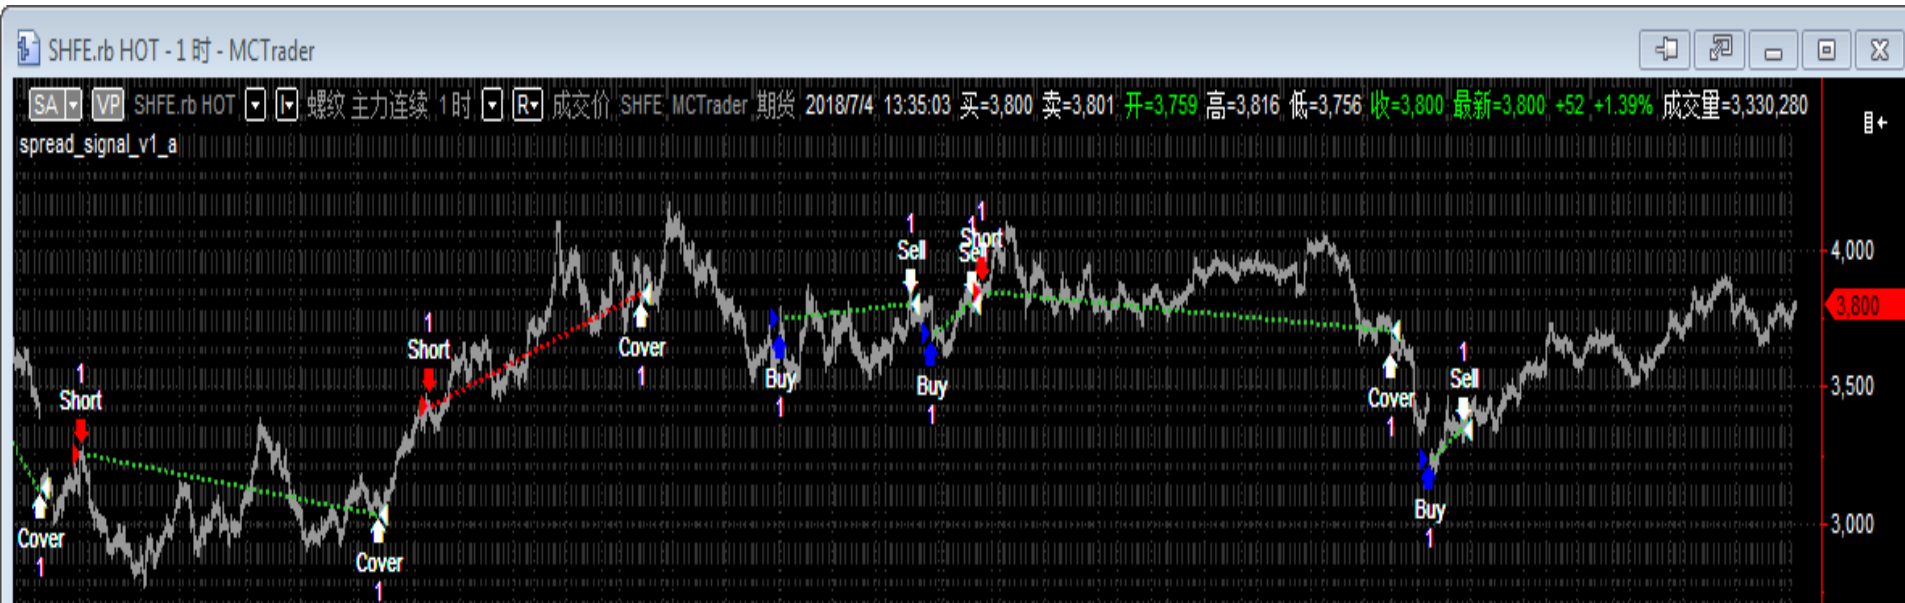 SHFE.rb HOT - 1 时 - MCTrader
SA VP SHFE.rb HOT I 螺纹 主力连续 1 时 R 成交价 SHFE MCTrader 期货 2018/7/4 13:35:03 买=3,800 卖=3,801 开=3,759 高=3,816 低=3,756 收=3,800 最新=3,800 +52 +1.39% 成交量=3,330,280
spread_signal_v1_a
1
1
1
Sell
Short
Sell
4,000
3,800
1
Short
Cover
1
1
Short
Buy
1
Buy
1
1
Sell
3,500
Cover
1
Cover
1
Cover
1
Buy
1
3,000